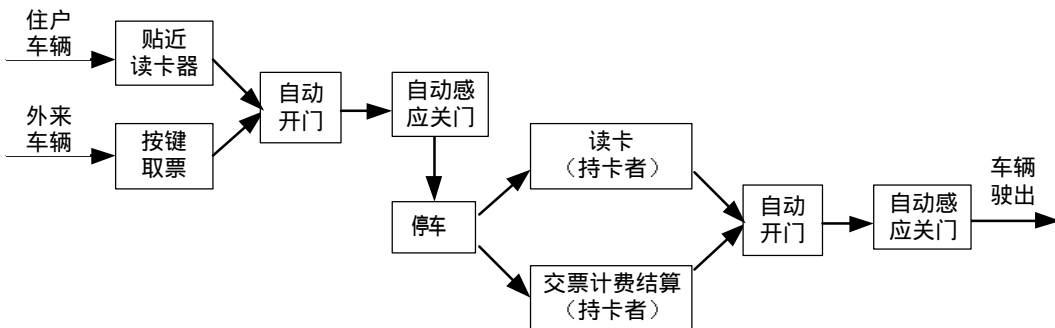 住户
车辆
贴近
读卡器
外来
车辆
按键
取票
自动
开门
自动感
应关门
停车
读卡
（持卡者）
交票计费结算
（持卡者）
自动
开门
自动感
应关门
车辆
驶出